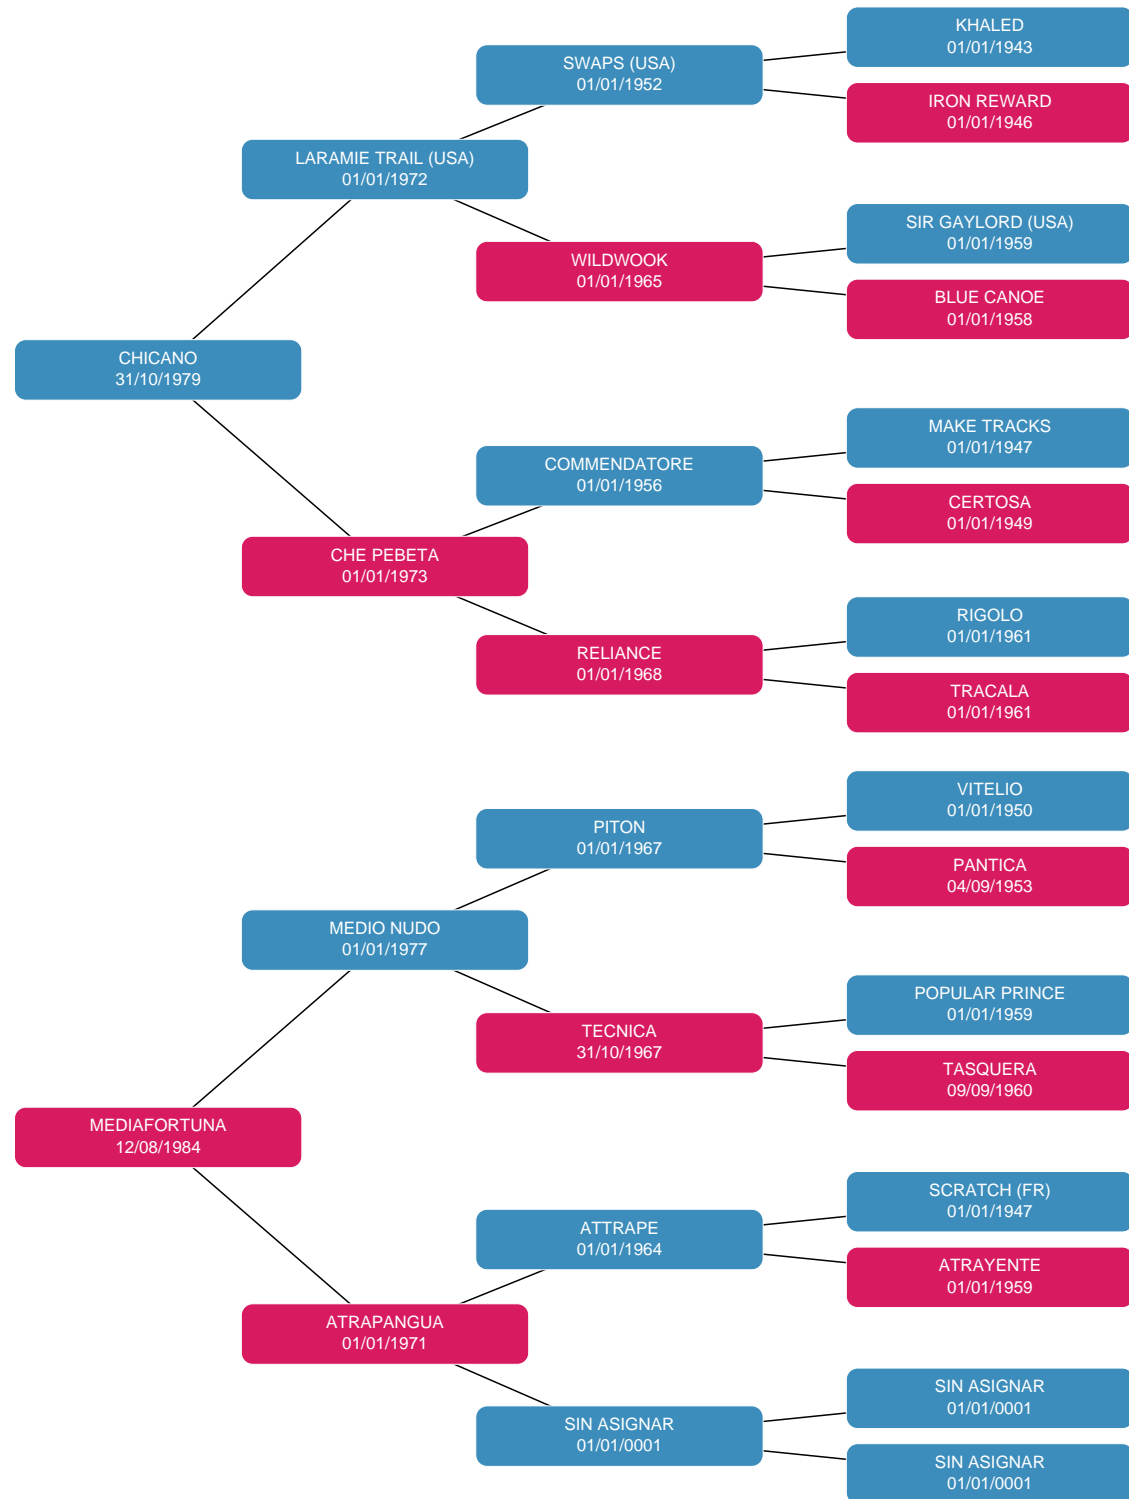 KHALED
01/01/1943
SWAPS (USA)
01/01/1952
IRON REWARD
01/01/1946
LARAMIE TRAIL (USA)
01/01/1972
SIR GAYLORD (USA)
01/01/1959
WILDWOOK
01/01/1965
BLUE CANOE
01/01/1958
CHICANO
31/10/1979
MAKE TRACKS
01/01/1947
COMMENDATORE
01/01/1956
CERTOSA
01/01/1949
CHE PEBETA
01/01/1973
RIGOLO
01/01/1961
RELIANCE
01/01/1968
TRACALA
01/01/1961
VITELIO
01/01/1950
PITON
01/01/1967
PANTICA
04/09/1953
MEDIO NUDO
01/01/1977
POPULAR PRINCE
01/01/1959
TECNICA
31/10/1967
TASQUERA
09/09/1960
MEDIAFORTUNA
12/08/1984
SCRATCH (FR)
01/01/1947
ATTRAPE
01/01/1964
ATRAYENTE
01/01/1959
ATRAPANGUA
01/01/1971
SIN ASIGNAR
01/01/0001
SIN ASIGNAR
01/01/0001
SIN ASIGNAR
01/01/0001